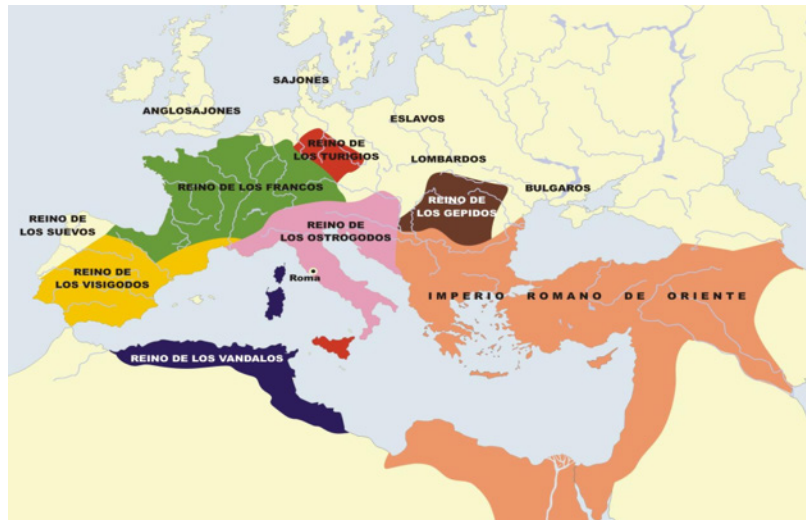 SAJONES
ANGLOSAJONES
ESLAVOS
REINO DE
LOS TURIGIOS
LOMBARDOS
REINO DE LOS FRANCOS
BULGAROS
REINO DE
LOS GEPIDOS
REINO DE
LOS SUEVOS
REINO DE
LOS OSTROGODOS
REINO DE
LOS VISIGODOS
Roma
IMPERIO ROMANO DE ORIENTE
REINO DE LOS VANDALOS